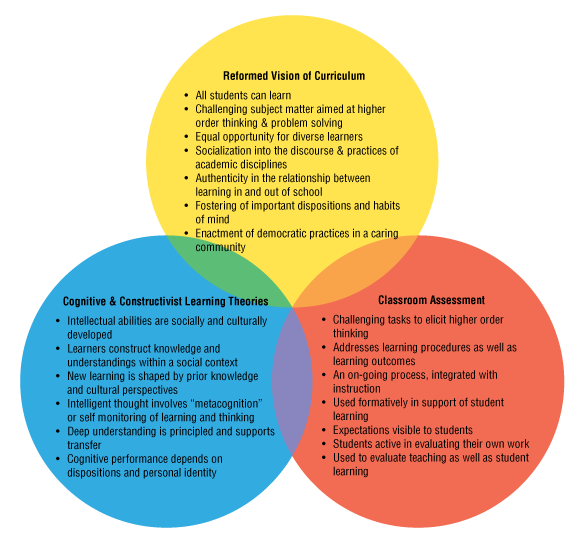 Reformed Vision of Curriculum
• All students can learn
• Challenging subject matter aimed at higher
order thinking & problem solving
• Equal opportunity for diverse learners
• Socialization into the discourse & practices of
academic disciplines
• Authenticity in the relationship between
learning in and out of school
• Fostering of important dispositions and habits
of mind
• Enactment of democratic practices in a caring
community
Cognitive & Constructivist Learning Theories
• Intellectual abilities are socially and culturally
developed
• Learners construct knowledge and
understandings within a social context
• New learning is shaped by prior knowledge
and cultural perspectives
• Intelligent thought involves “metacognition”
or self monitoring of learning and thinking
• Deep understanding is principled and supports
transfer
• Cognitive performance depends on
dispositions and personal identity
Classroom Assessment
• Challenging tasks to elicit higher order
thinking
• Addresses learning procedures as well as
learning outcomes
• An on-going process, integrated with
instruction
• Used formatively in support of student
learning
• Expectations visible to students
• Students active in evaluating their own work
• Used to evaluate teaching as well as student
learning